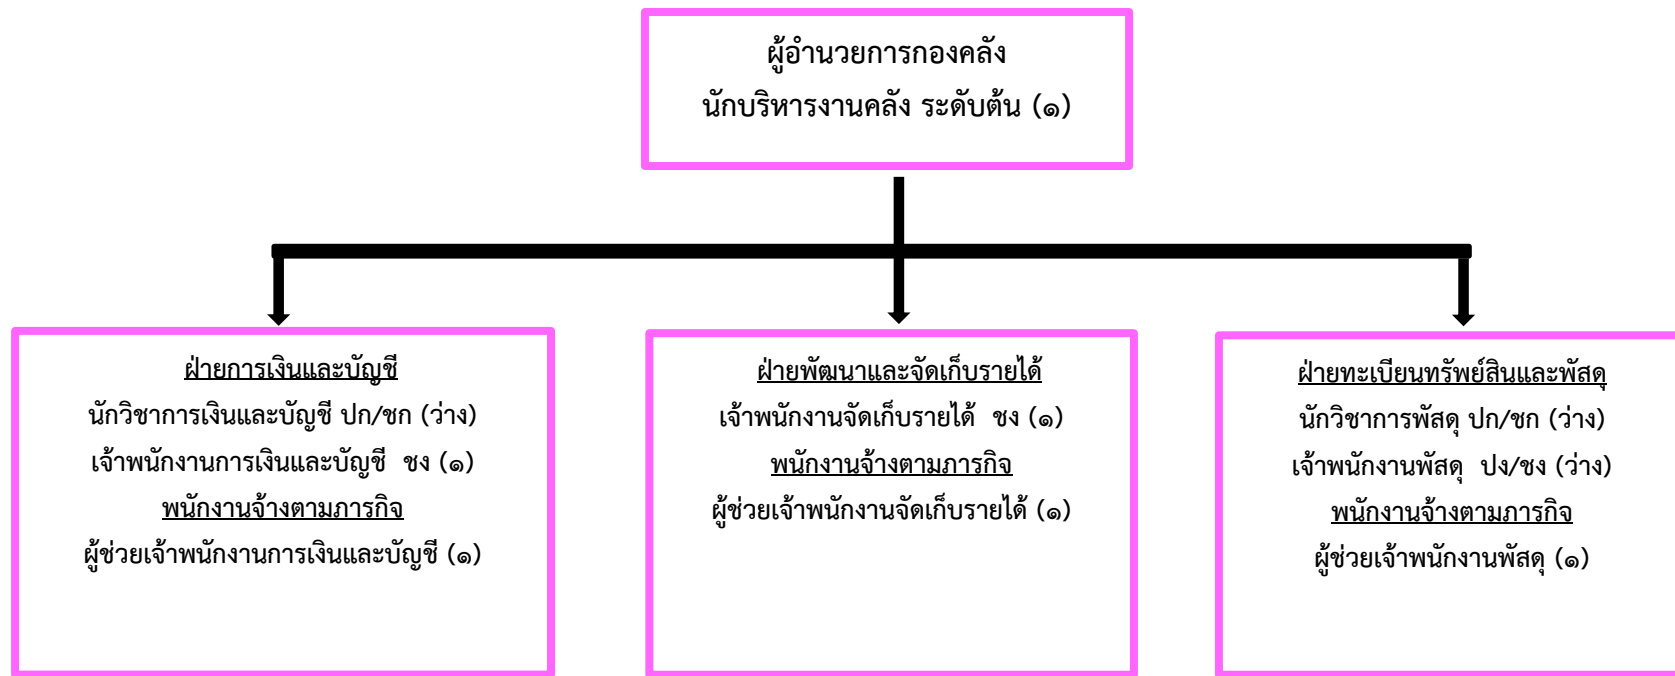 ผู้อำนวยการกองคลัง
นักบริหารงานคลัง ระดับต้น (๑)
ฝ่ายการเงินและบัญชี
นักวิชาการเงินและบัญชี ปก/ชก (ว่าง)
เจ้าพนักงานการเงินและบัญชี ชง (๑)
พนักงานจ้างตามภารกิจ
ผู้ช่วยเจ้าพนักงานการเงินและบัญชี (๑)
ฝ่ายพัฒนาและจัดเก็บรายได้
เจ้าพนักงานจัดเก็บรายได้ ชง (๑)
พนักงานจ้างตามภารกิจ
ผู้ช่วยเจ้าพนักงานจัดเก็บรายได้ (๑)
ฝ่ายทะเบียนทรัพย์สินและพัสดุ
นักวิชาการพัสดุ ปก/ชก (ว่าง)
เจ้าพนักงานพัสดุ ปง/ชง (ว่าง)
พนักงานจ้างตามภารกิจ
ผู้ช่วยเจ้าพนักงานพัสดุ (๑)